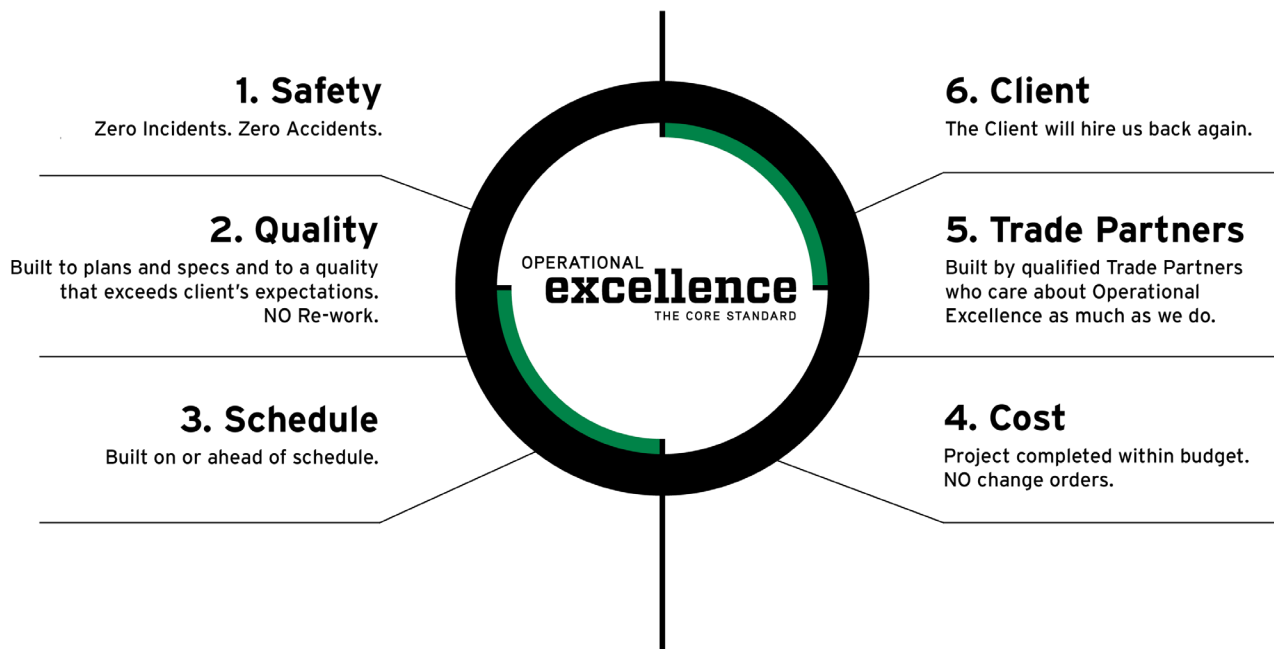 1. Safety
Zero Incidents. Zero Accidents.
2. Quality
Built to plans and specs and to a quality
that exceeds client’s expectations.
NO Re-work.
3. Schedule
Built on or ahead of schedule.
OPERATIONAL
excellence
THE CORE STANDARD
6. Client
The Client will hire us back again.
5. Trade Partners
Built by qualified Trade Partners
who care about Operational
Excellence as much as we do.
4. Cost
Project completed within budget.
NO change orders.